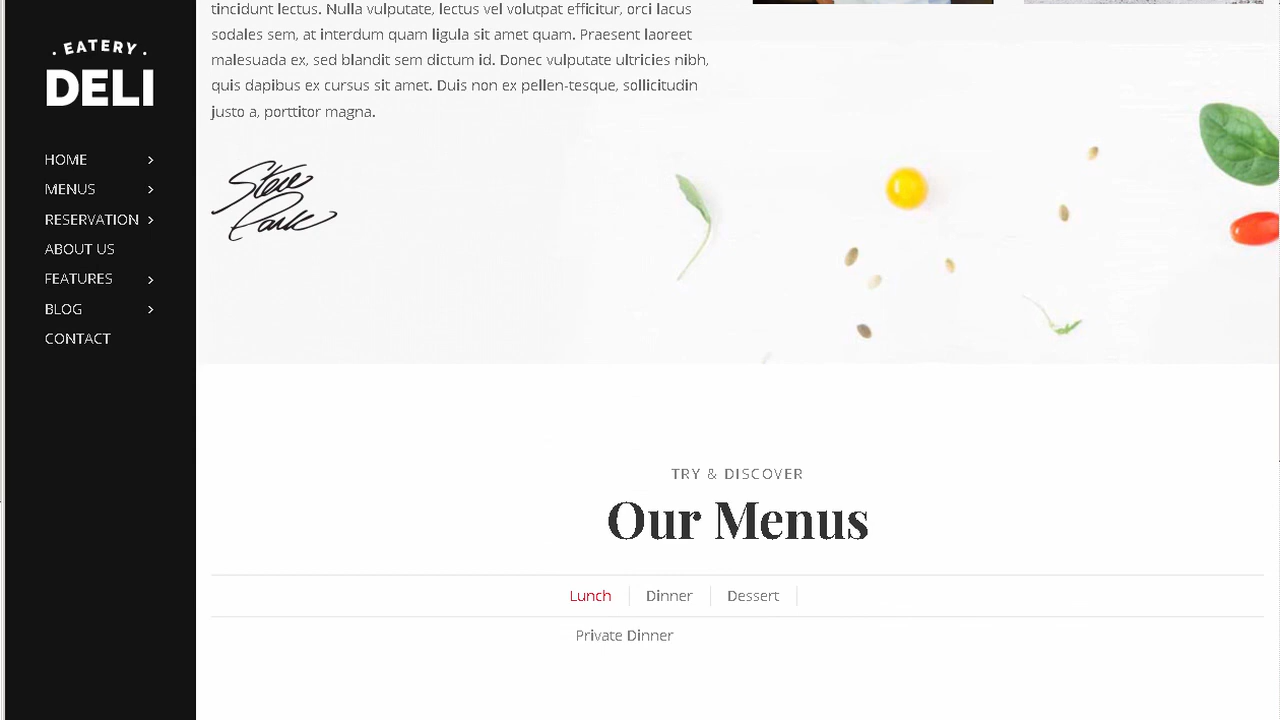 · EATERY ·
DELI
HOME
MENUS
RESERVATION
ABOUT US
FEATURES
BLOG
CONTACT
tincidunt lectus. Nulla vulputate, lectus vel volutpat efficitur, orci lacus
sodales sem, at interdum quam ligula sit amet quam. Praesent laoreet
malesuada ex, sed blandit sem dictum id. Donec vulputate ultricies nibh,
quis dapibus ex cursus sit amet. Duis non ex pellen-tesque, sollicitudin
justo a, porttitor magna.
Steve
Park
TRY & DISCOVER
Our Menus
Lunch
Dinner
Dessert
Private Dinner